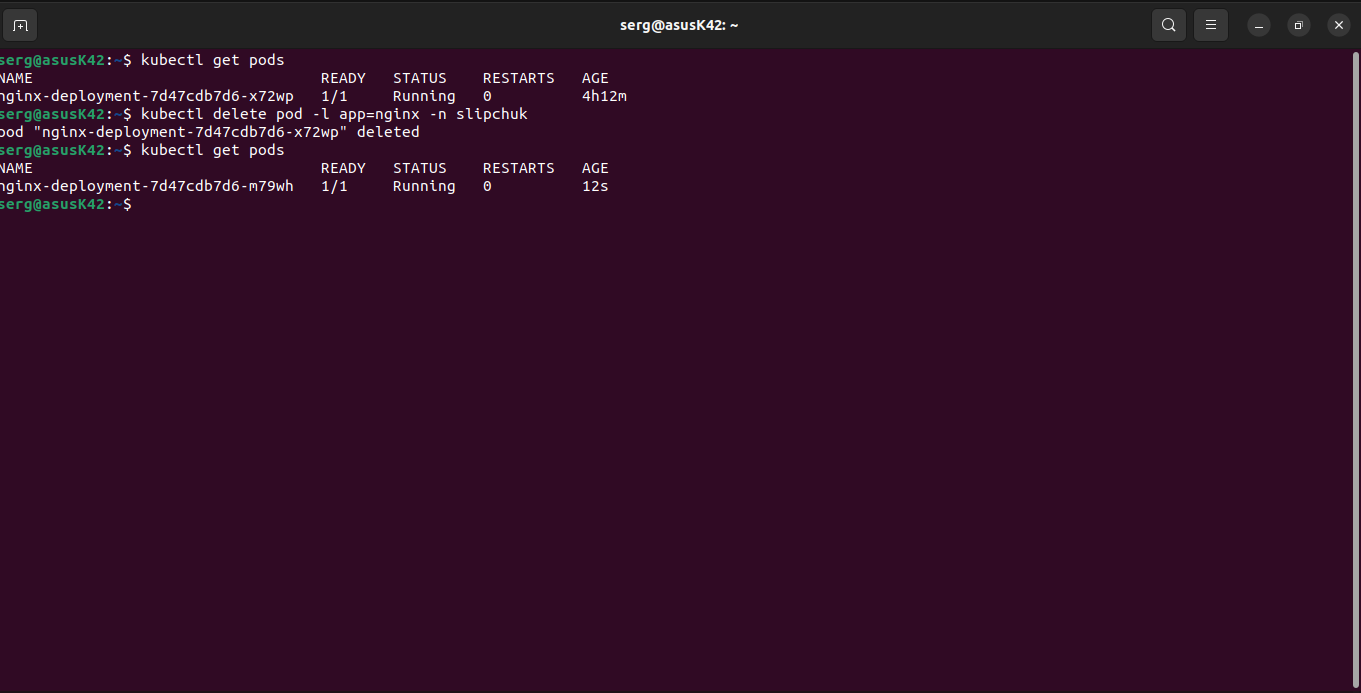 serg@asusK42: ~
serg@asusK42:~$ kubectl get pods
NAME                                READY   STATUS    RESTARTS   AGE
nginx-deployment-7d47cdb7d6-x72wp   1/1     Running   0          4h12m
serg@asusK42:~$ kubectl delete pod -l app=nginx -n slipchuk
pod "nginx-deployment-7d47cdb7d6-x72wp" deleted
serg@asusK42:~$ kubectl get pods
NAME                                READY   STATUS    RESTARTS   AGE
nginx-deployment-7d47cdb7d6-m79wh   1/1     Running   0          12s
serg@asusK42:~$